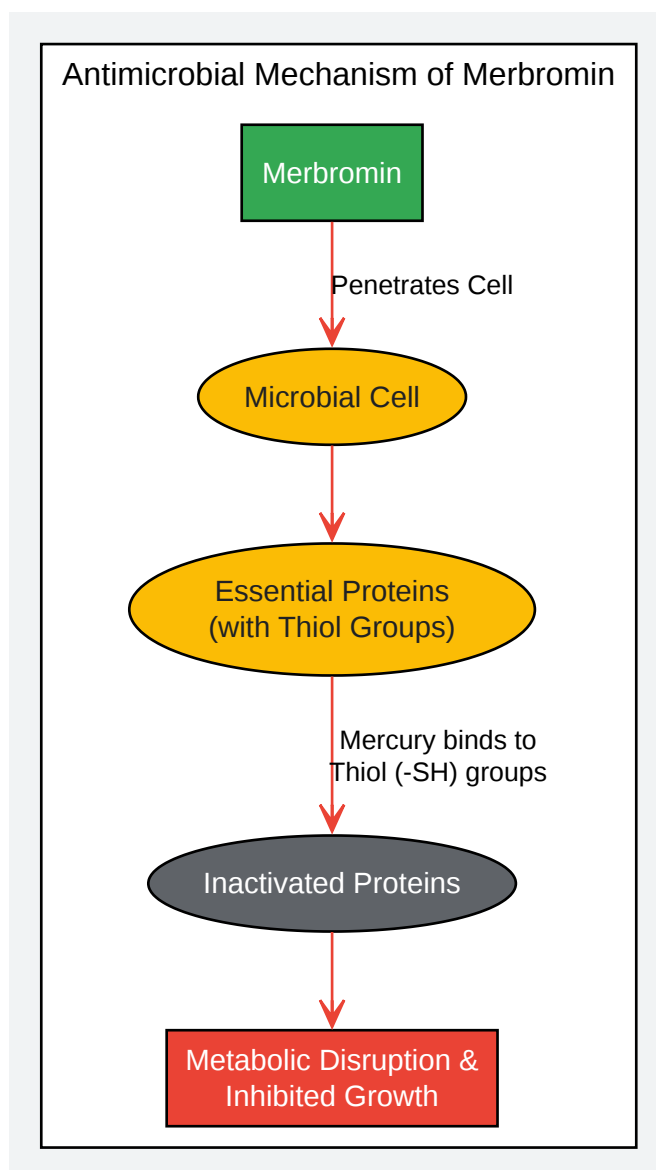 Antimicrobial Mechanism of Merbromin
Merbromin
Penetrates Cell
Microbial Cell
Essential Proteins
(with Thiol Groups)
Mercury binds to
Thiol (-SH) groups
Inactivated Proteins
Metabolic Disruption &
Inhibited Growth